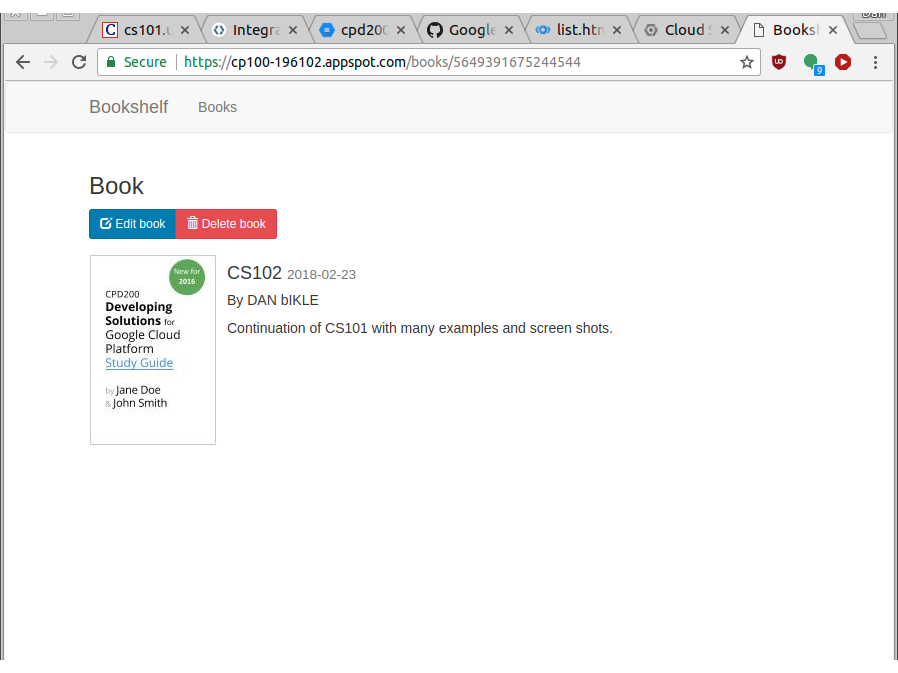 cs101.u
Integra
cpd200
Google
list.htm
Cloud S
Booksh
Dan
Secure
https://cp100-196102.appspot.com/books/5649391675244544
9
Bookshelf
Books
Book
Edit book
Delete book
New for
2016
CPD200
Developing
Solutions for
Google Cloud
Platform
Study Guide
by Jane Doe
& John Smith
CS102 2018-02-23
By DAN bIKLE
Continuation of CS101 with many examples and screen shots.